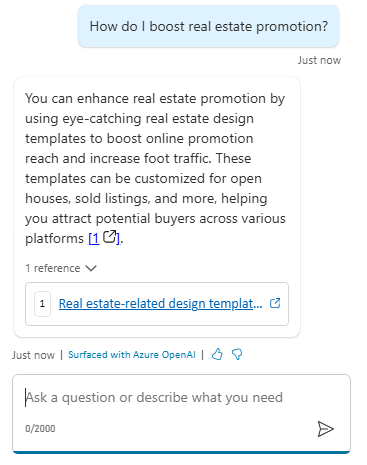 How do I boost real estate promotion?
Just now
You can enhance real estate promotion by
using eye-catching real estate design
templates to boost online promotion
reach and increase foot traffic. These
templates can be customized for open
houses, sold listings, and more, helping
you attract potential buyers across various
platforms [1].
1 reference
1 Real estate-related design templat...
Just now | Surfaced with Azure OpenAI |
Ask a question or describe what you need
0/2000